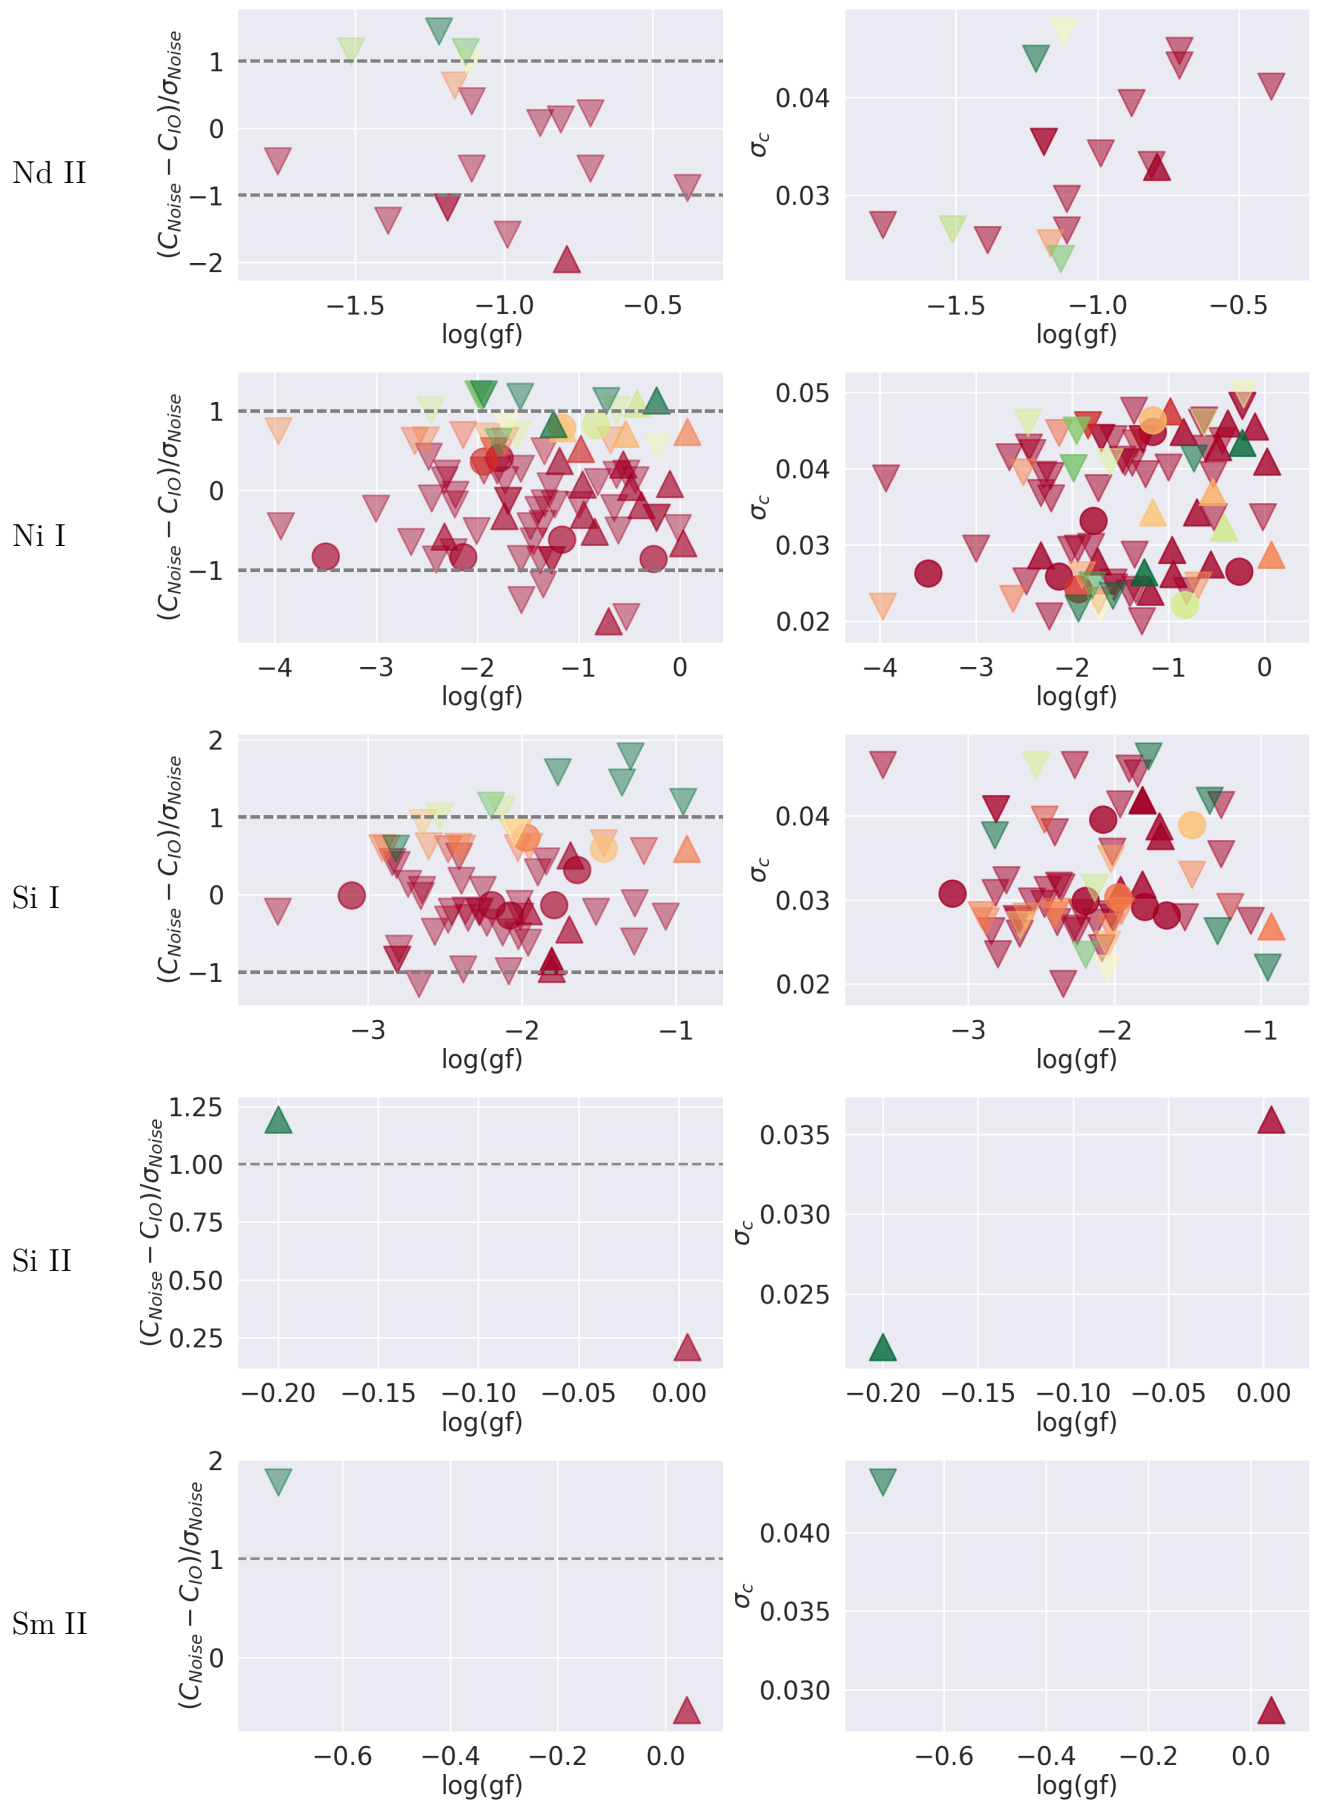 Nd II
(C_Noise − C_IO)/σ_Noise
1
0
−1
−2
−1.5 −1.0 −0.5
log(gf)
σ_c
0.04
0.03
−1.5 −1.0 −0.5
log(gf)
Ni I
(C_Noise − C_IO)/σ_Noise
1
0
−1
−4 −3 −2 −1 0
log(gf)
σ_c
0.05
0.04
0.03
0.02
−4 −3 −2 −1 0
log(gf)
Si I
(C_Noise − C_IO)/σ_Noise
2
1
0
−1
−3 −2 −1
log(gf)
σ_c
0.04
0.03
0.02
−3 −2 −1
log(gf)
Si II
(C_Noise − C_IO)/σ_Noise
1.25
1.00
0.75
0.50
0.25
−0.20 −0.15 −0.10 −0.05 0.00
log(gf)
σ_c
0.035
0.030
0.025
−0.20 −0.15 −0.10 −0.05 0.00
log(gf)
Sm II
(C_Noise − C_IO)/σ_Noise
2
1
0
−0.6 −0.4 −0.2 0.0
log(gf)
σ_c
0.040
0.035
0.030
−0.6 −0.4 −0.2 0.0
log(gf)